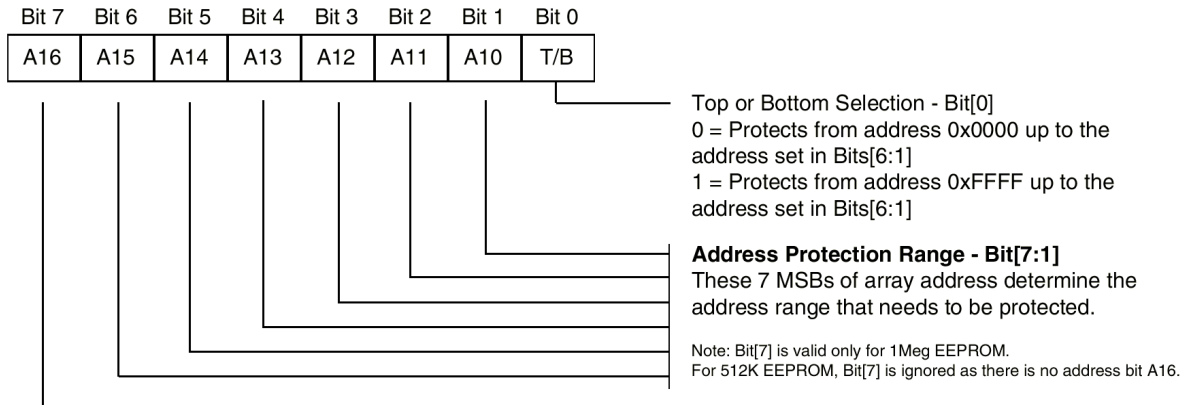 Bit 7 Bit 6 Bit 5 Bit 4 Bit 3 Bit 2 Bit 1 Bit 0
A16 A15 A14 A13 A12 A11 A10 T/B
Top or Bottom Selection - Bit[0]
0 = Protects from address 0x0000 up to the
address set in Bits[6:1]
1 = Protects from address 0xFFFF up to the
address set in Bits[6:1]
Address Protection Range - Bit[7:1]
These 7 MSBs of array address determine the
address range that needs to be protected.
Note: Bit[7] is valid only for 1Meg EEPROM.
For 512K EEPROM, Bit[7] is ignored as there is no address bit A16.